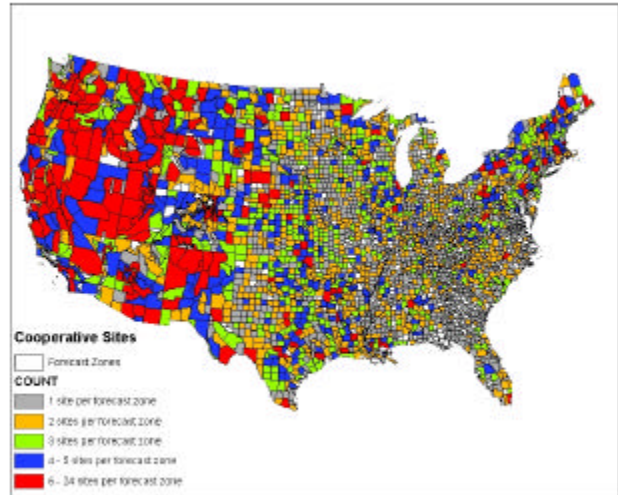 Cooperative Sites
Forecast Zones
COUNT
1 site per forecast zone
2 sites per forecast zone
3 sites per forecast zone
4 - 5 sites per forecast zone
6 - 34 sites per forecast zone